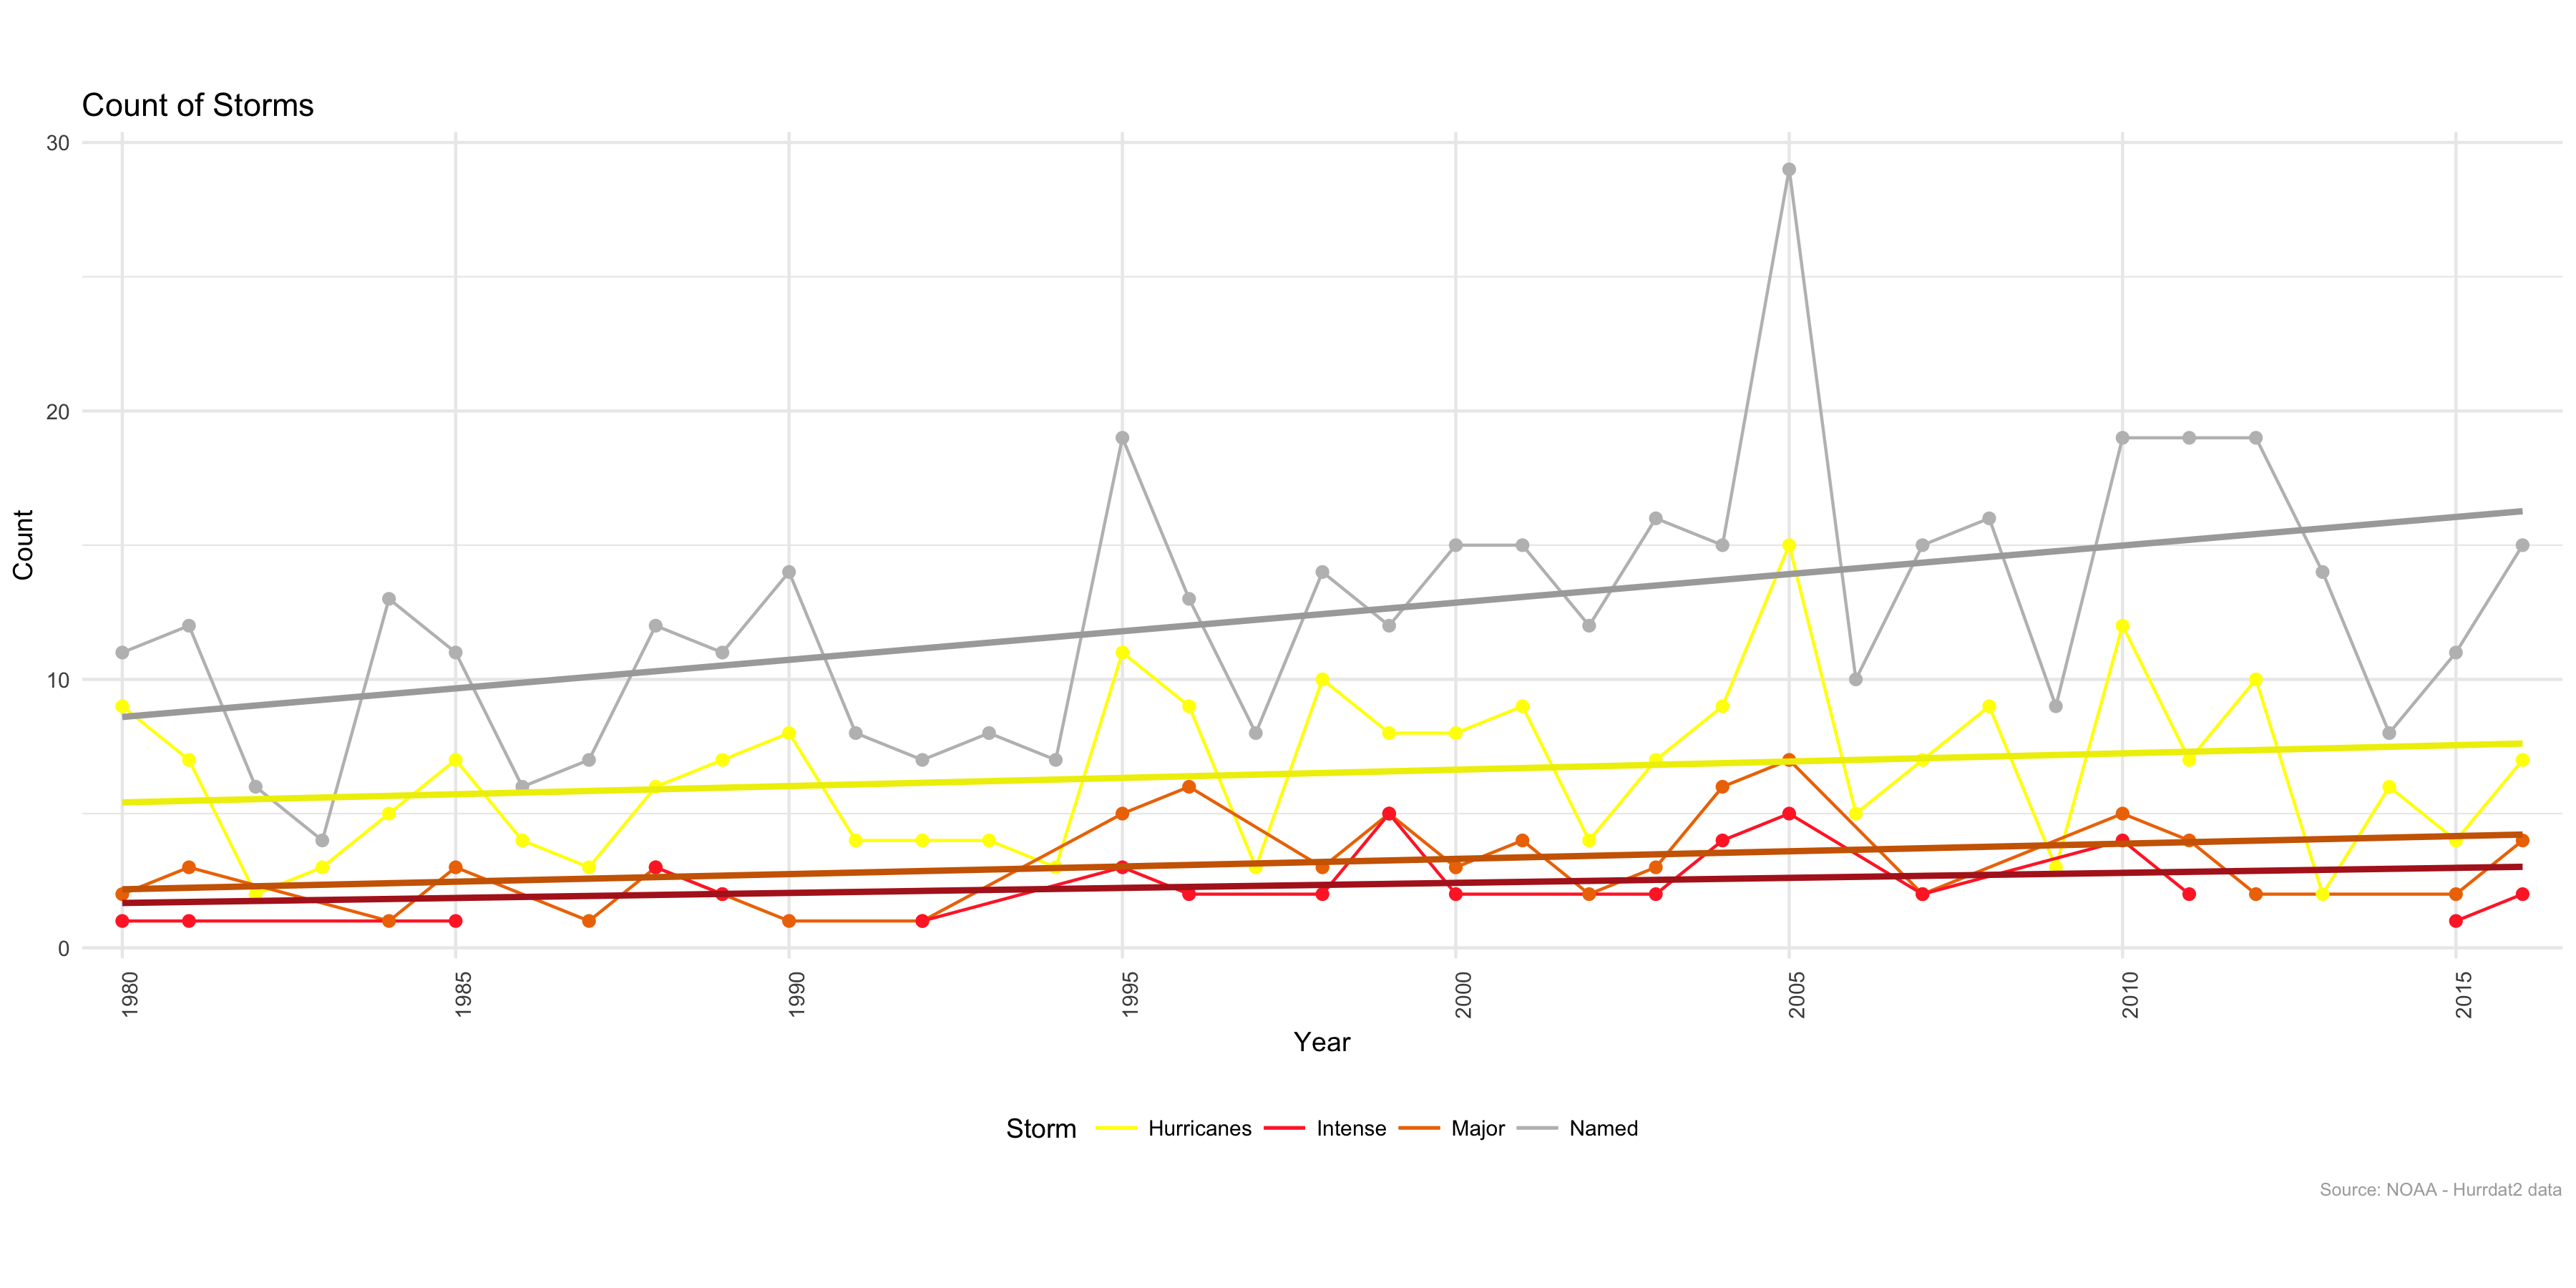 Count of Storms
30
20
10
0
Count
1980 1985 1990 1995 2000 2005 2010 2015
Year
Storm Hurricanes Intense Major Named
Source: NOAA - Hurrdat2 data